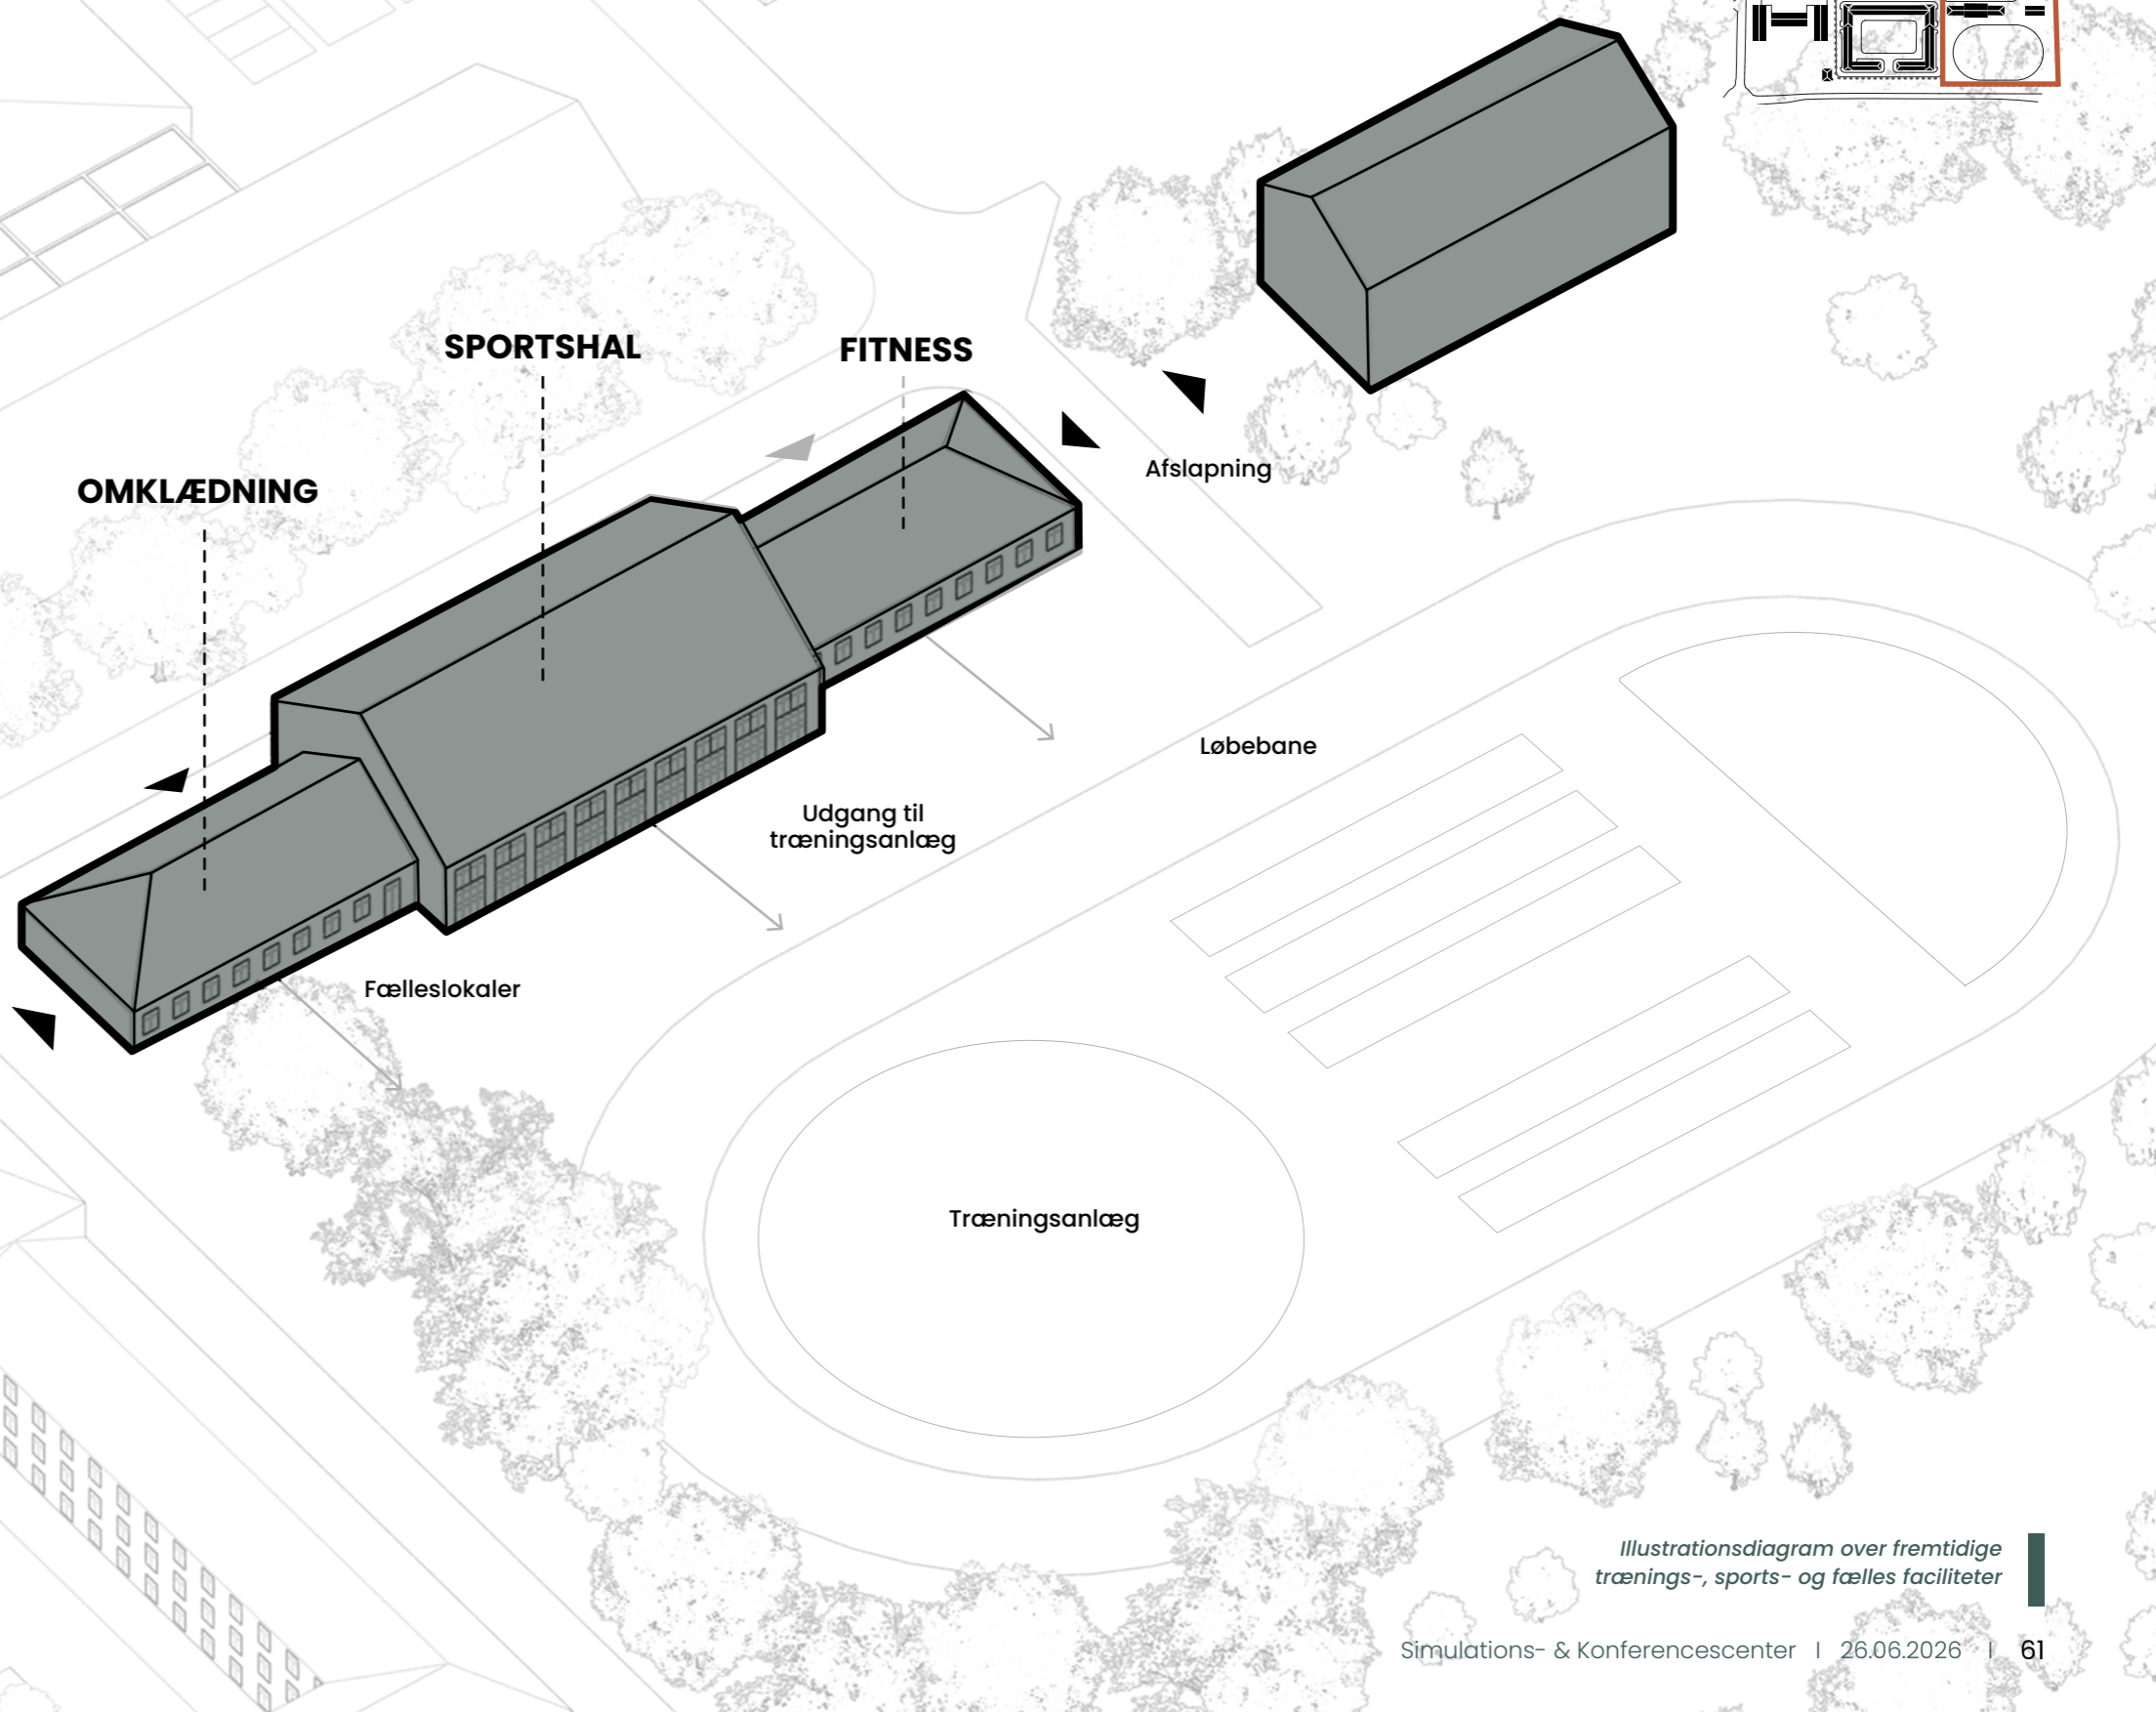 SPORTSHAL
FITNESS
OMKLÆDNING
Afslapning
Løbebane
Udgang til
træningsanlæg
Fælleslokaler
Træningsanlæg
Illustrationsdiagram over fremtidige
trænings-, sports- og fælles faciliteter
Simulations- & Konferencescenter I 26.06.2026 I 61